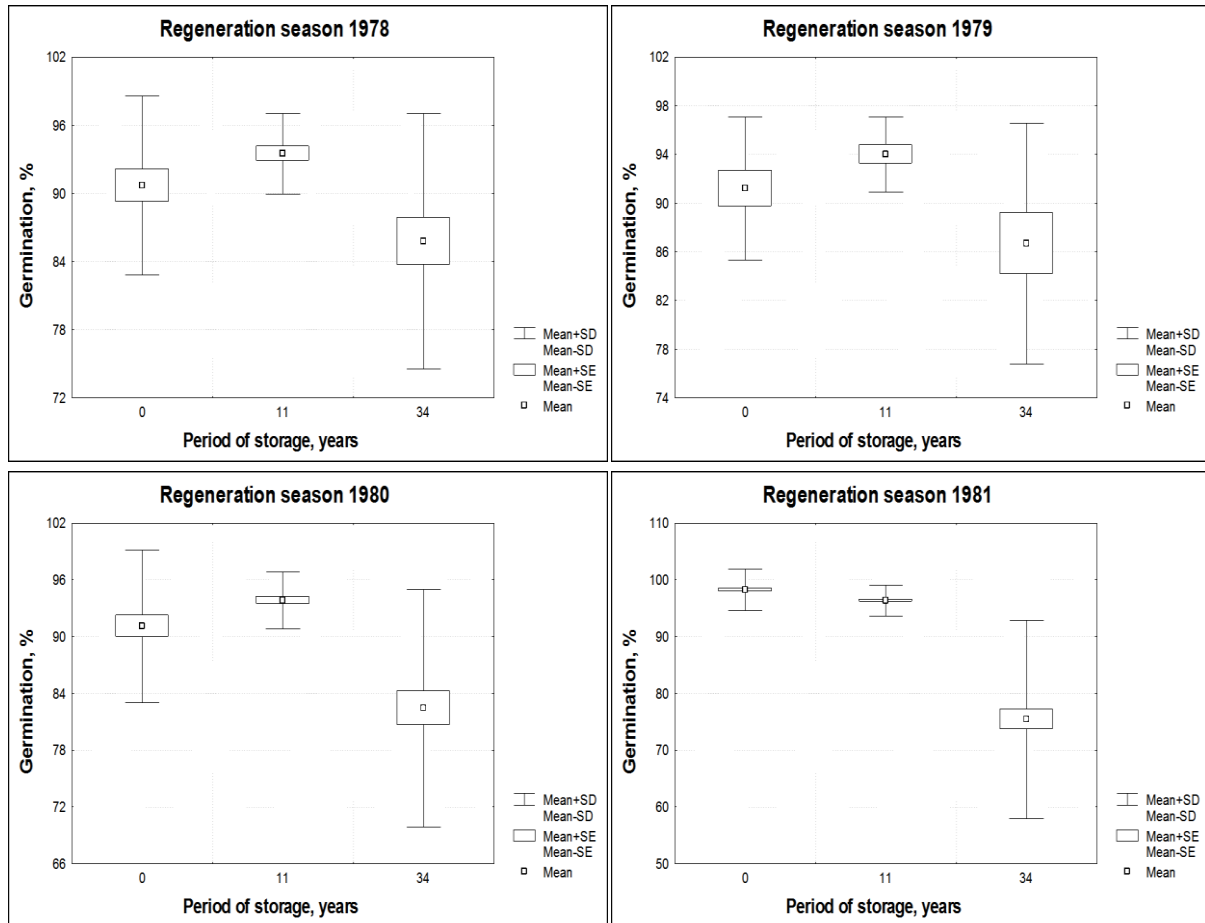 Regeneration season 1978
Germination, %
102
96
90
84
78
72
0 11 34
Period of storage, years
Mean+SD
Mean-SD
Mean+SE
Mean-SE
Mean
Regeneration season 1979
Germination, %
102
98
94
90
86
82
78
74
0 11 34
Period of storage, years
Mean+SD
Mean-SD
Mean+SE
Mean-SE
Mean
Regeneration season 1980
Germination, %
102
96
90
84
78
72
66
0 11 34
Period of storage, years
Mean+SD
Mean-SD
Mean+SE
Mean-SE
Mean
Regeneration season 1981
Germination, %
110
100
90
80
70
60
50
0 11 34
Period of storage, years
Mean+SD
Mean-SD
Mean+SE
Mean-SE
Mean